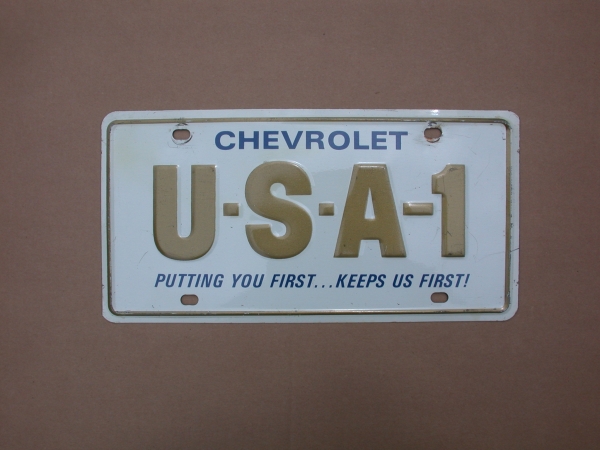 CHEVROLET
U-S-A-1
PUTTING YOU FIRST...KEEPS US FIRST!